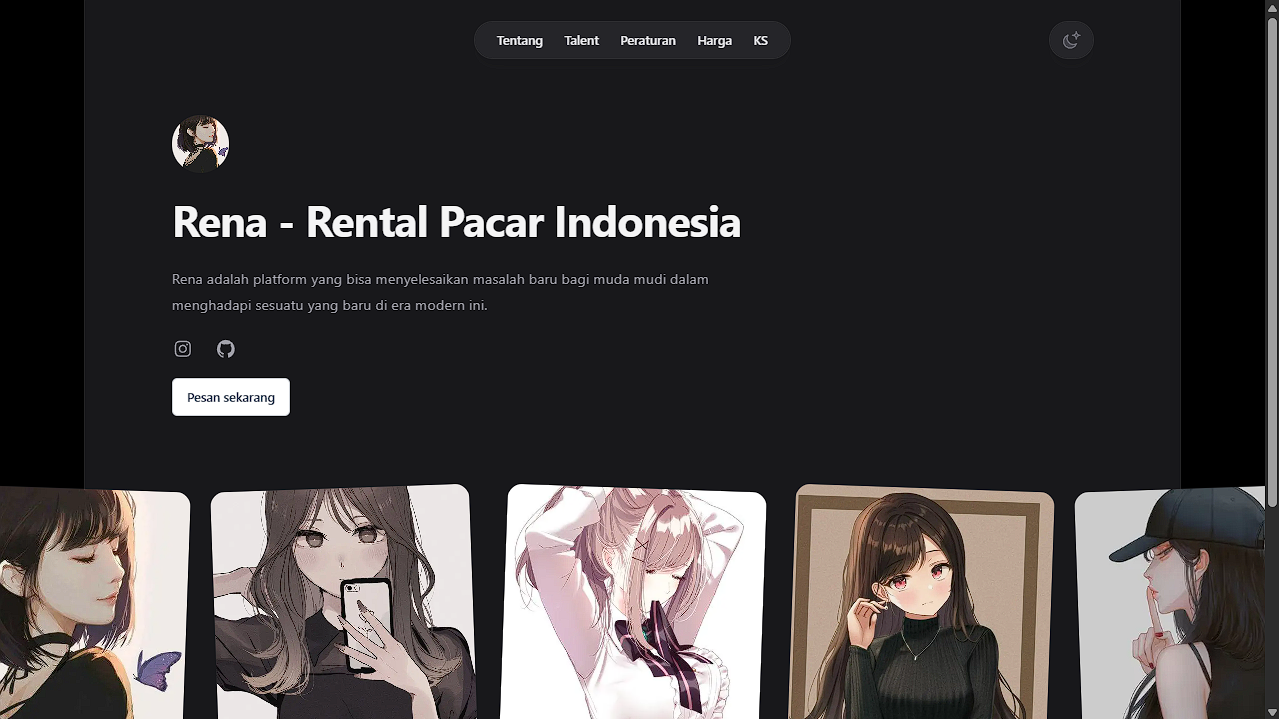 Tentang Talent Peraturan Harga KS
Rena - Rental Pacar Indonesia
Rena adalah platform yang bisa menyelesaikan masalah baru bagi muda mudi dalam
menghadapi sesuatu yang baru di era modern ini.
Pesan sekarang